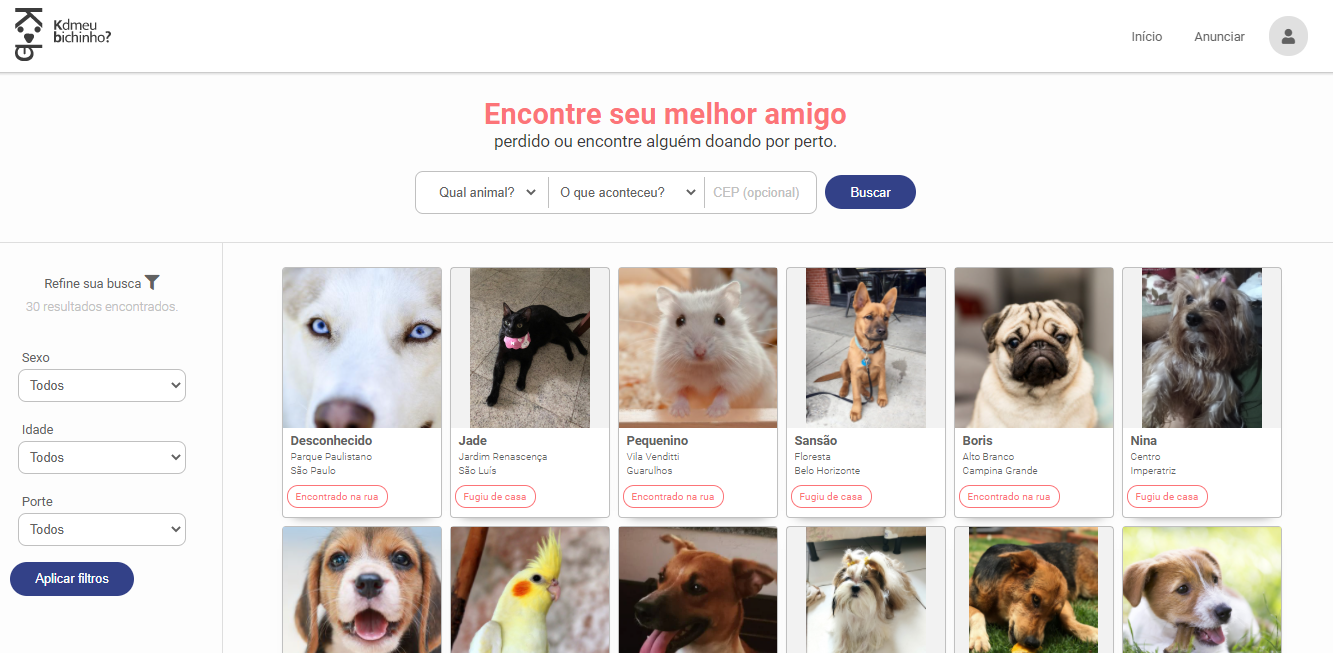 Kdmeu
bichinho?
Início
Anunciar
Encontre seu melhor amigo
perdido ou encontre alguém doando por perto.
Qual animal?
O que aconteceu?
CEP (opcional)
Buscar
Refine sua busca
30 resultados encontrados.
Sexo
Todos
Idade
Todos
Porte
Todos
Aplicar filtros
Desconhecido
Parque Paulistano
São Paulo
Encontrado na rua
Jade
Jardim Renascença
São Luís
Fugiu de casa
Pequenino
Vila Venditti
Guarulhos
Encontrado na rua
Sansão
Floresta
Belo Horizonte
Fugiu de casa
Boris
Alto Branco
Campina Grande
Encontrado na rua
Nina
Centro
Imperatriz
Fugiu de casa